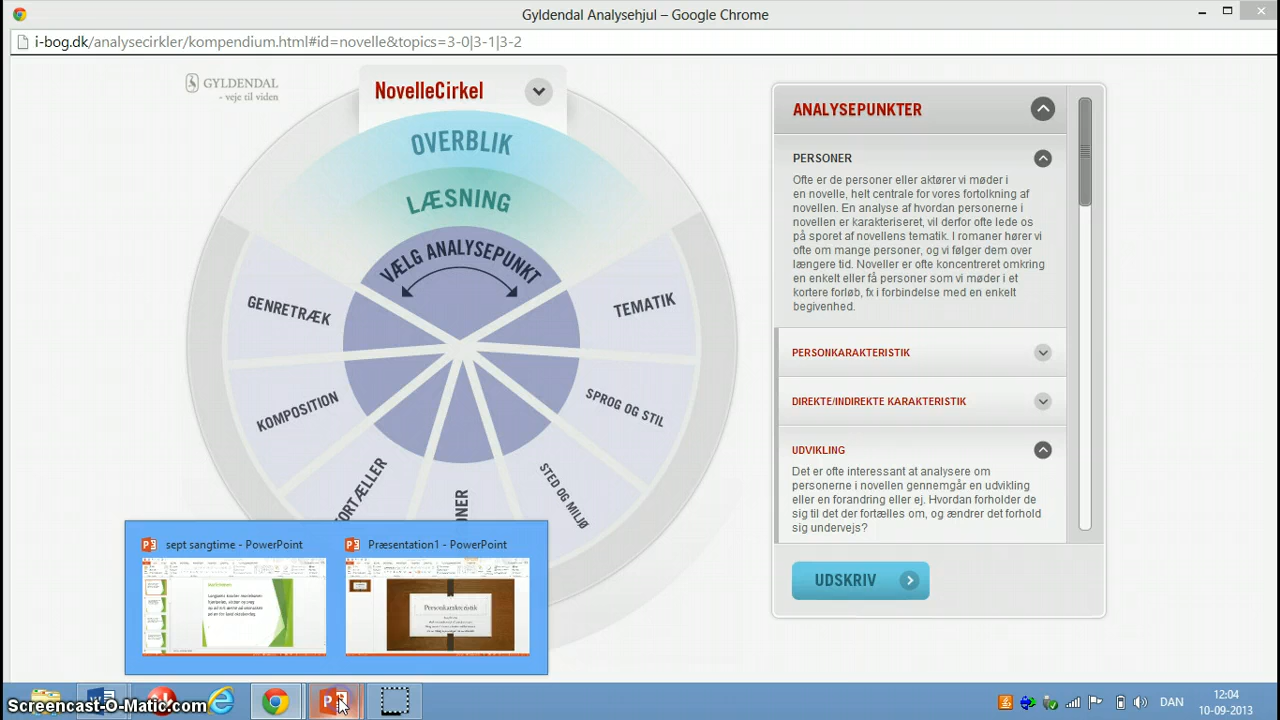 Gyldendal Analysehjul – Google Chrome
i-bog.dk/analysecirkler/kompendium.html#id=novelle&topics=3-0|3-1|3-2
GYLDENDAL
- veje til viden
NovelleCirkel
OVERBLIK
LÆSNING
VÆLG ANALYSEPUNKT
GENRETRÆK
TEMATIK
KOMPOSITION
SPROG OG STIL
FORTÆLLER
ONER
STED OG MILJØ
ANALYSEPUNKTER
PERSONER
Ofte er de personer eller aktører vi møder i
en novelle, helt centrale for vores fortolkning af
novellen. En analyse af hvordan personerne i
novellen er karakteriseret, vil derfor ofte lede os
på sporet af novellens tematik. I romaner hører vi
ofte om mange personer, og vi følger dem over
længere tid. Noveller er ofte koncentreret omkring
en enkelt eller få personer som vi møder i et
kortere forløb, fx i forbindelse med en enkelt
begivenhed.
PERSONKARAKTERISTIK
DIREKTE/INDIREKTE KARAKTERISTIK
UDVIKLING
Det er ofte interessant at analysere om
personerne i novellen gennemgår en udvikling
eller en forandring eller ej. Hvordan forholder de
sig til det der fortælles om, og ændrer det forhold
sig undervejs?
UDSKRIV
sept sangtime - PowerPoint
Præsentation1 - PowerPoint
Personkarakteristik
Screencast-O-Matic.com
DAN
12:04
10-09-2013